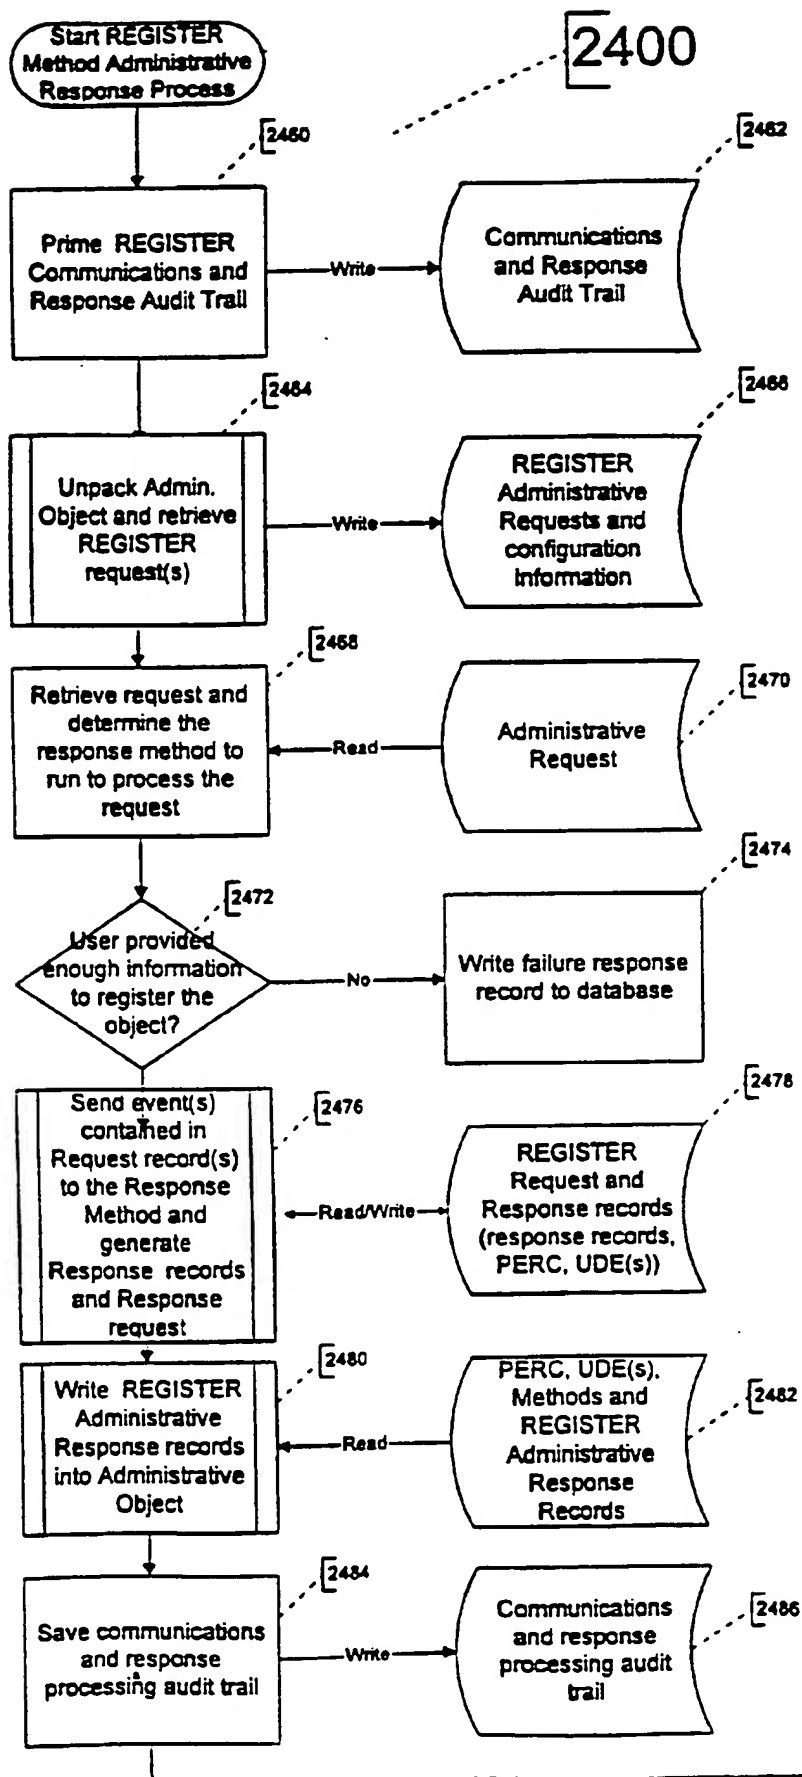 Start REGISTER
Method Administrative
Response Process
2400
2460
2462
Prime REGISTER
Communications and
Response Audit Trail
Write
Communications
and Response
Audit Trail
2464
2466
Unpack Admin.
Object and retrieve
REGISTER
request(s)
Write
REGISTER
Administrative
Requests and
configuration
Information
2468
2470
Retrieve request and
determine the
response method to
run to process the
request
Read
Administrative
Request
2472
2474
User provided
enough information
to register the
object?
No
Write failure response
record to database
2476
2478
Send event(s)
contained in
Request record(s)
to the Response
Method and
generate
Response records
and Response
request
Read/Write
REGISTER
Request and
Response records
(response records,
PERC, UDE(s))
2480
2482
Write REGISTER
Administrative
Response records
into Administrative
Object
Read
PERC, UDE(s),
Methods and
REGISTER
Administrative
Response
Records
2484
2486
Save communications
and response
processing audit trail
Write
Communications
and response
processing audit
trail